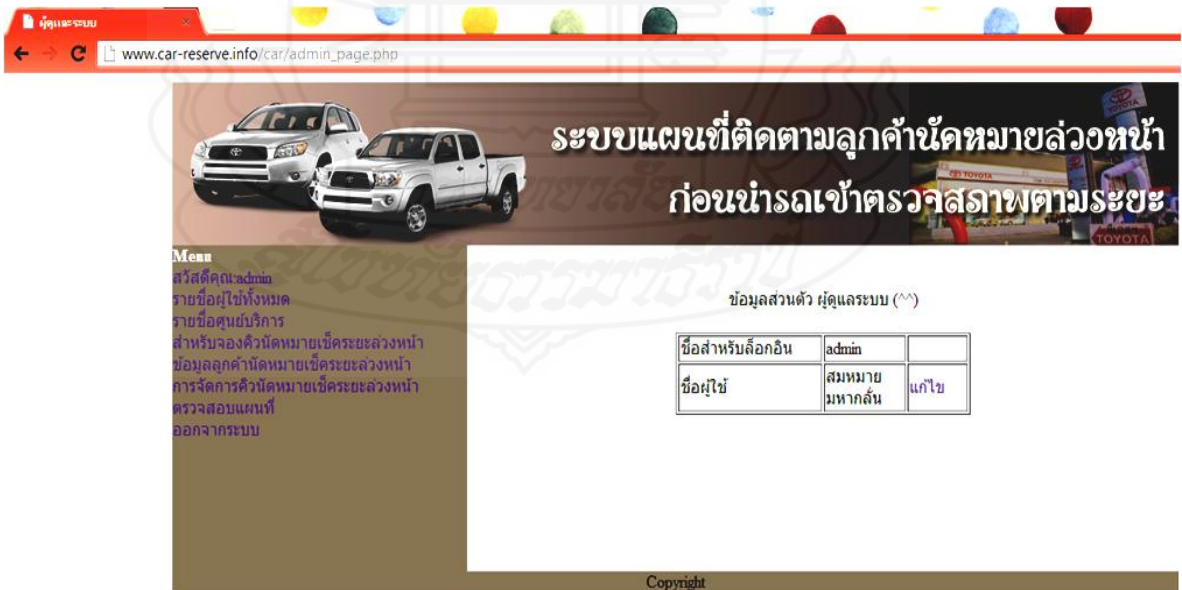 ผู้ดูแลระบบ
www.car-reserve.info/car/admin_page.php
ระบบแผนที่ติดตามลูกค้านัดหมายล่วงหน้า
ก่อนนำรถเข้าตรวจสภาพตามระยะ
TOYOTA
TOYOTA
TOYOTA
Menu
สวัสดีคุณ:admin
รายชื่อผู้ใช้ทั้งหมด
รายชื่อศูนย์บริการ
สำหรับจองคิวนัดหมายเช็คระยะล่วงหน้า
ข้อมูลลูกค้านัดหมายเช็คระยะล่วงหน้า
การจัดการคิวนัดหมายเช็คระยะล่วงหน้า
ตรวจสอบแผนที่
ออกจากระบบ
ข้อมูลส่วนตัว ผู้ดูแลระบบ (^^)
ชื่อสำหรับล็อกอิน admin
ชื่อผู้ใช้ สมหมาย มหากลั่น แก้ไข
Copyright